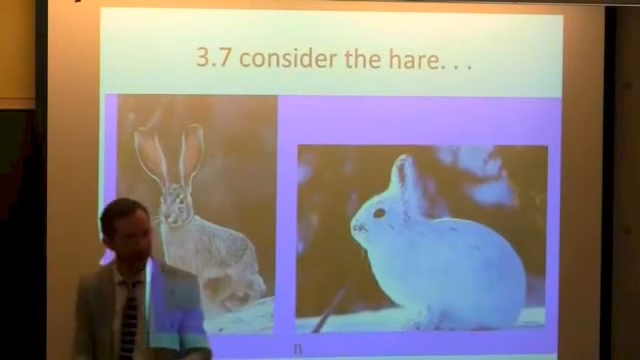 3.7 consider the hare. . .